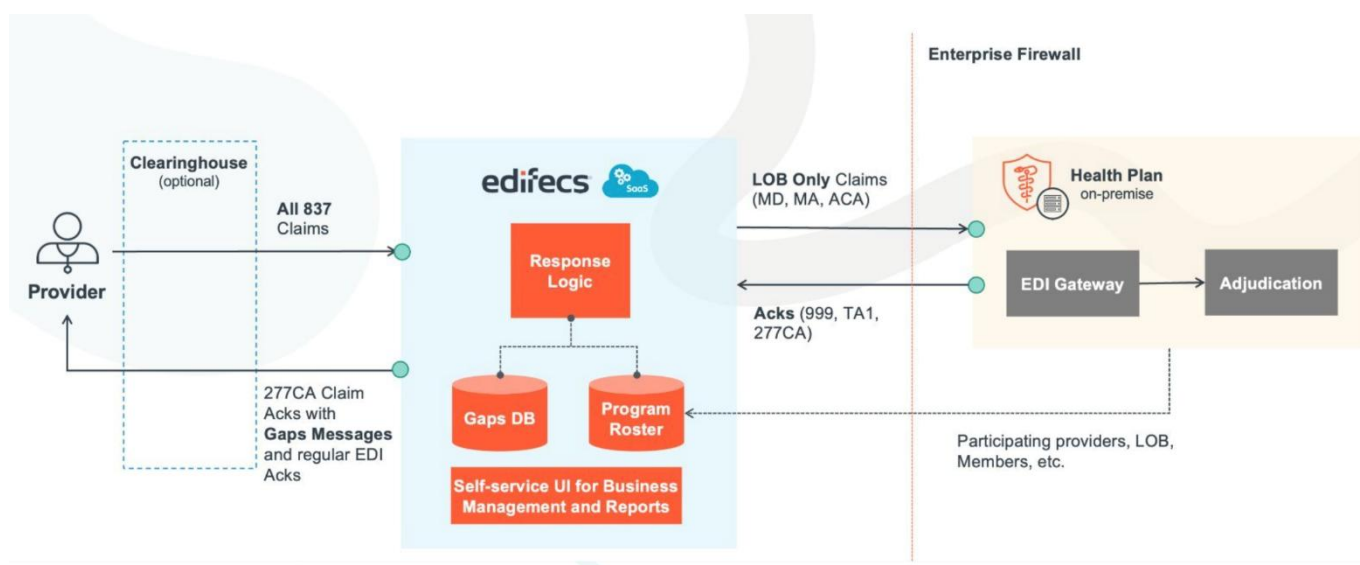 Enterprise Firewall
Clearinghouse
(optional)
All 837
Claims
Provider
277CA Claim
Acks with
Gaps Messages
and regular EDI
Acks
edifecs
SaaS
Response
Logic
Gaps DB
Program
Roster
Self-service UI for Business
Management and Reports
LOB Only Claims
(MD, MA, ACA)
Acks (999, TA1,
277CA)
Health Plan
on-premise
EDI Gateway
Adjudication
Participating providers, LOB,
Members, etc.